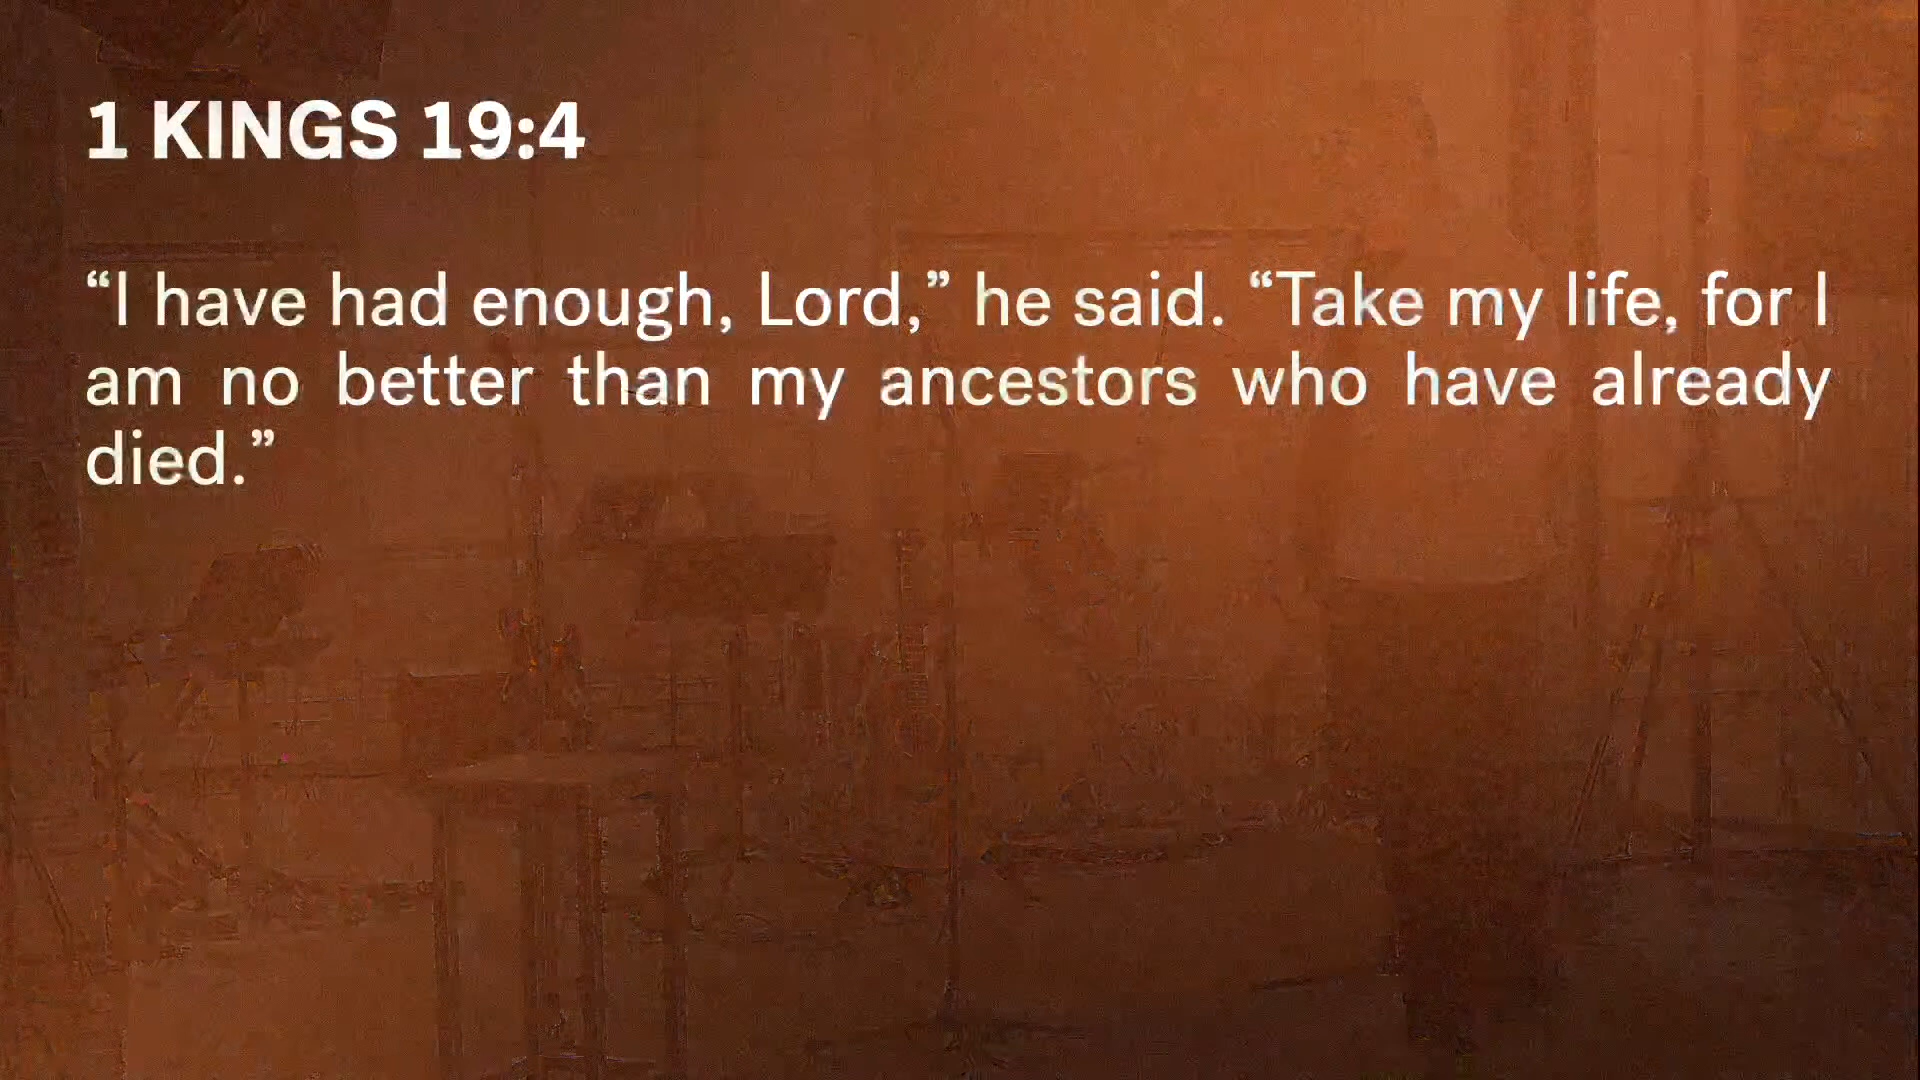 1 KINGS 19:4
“I have had enough, Lord,” he said. “Take my life, for I
am no better than my ancestors who have already
died.”